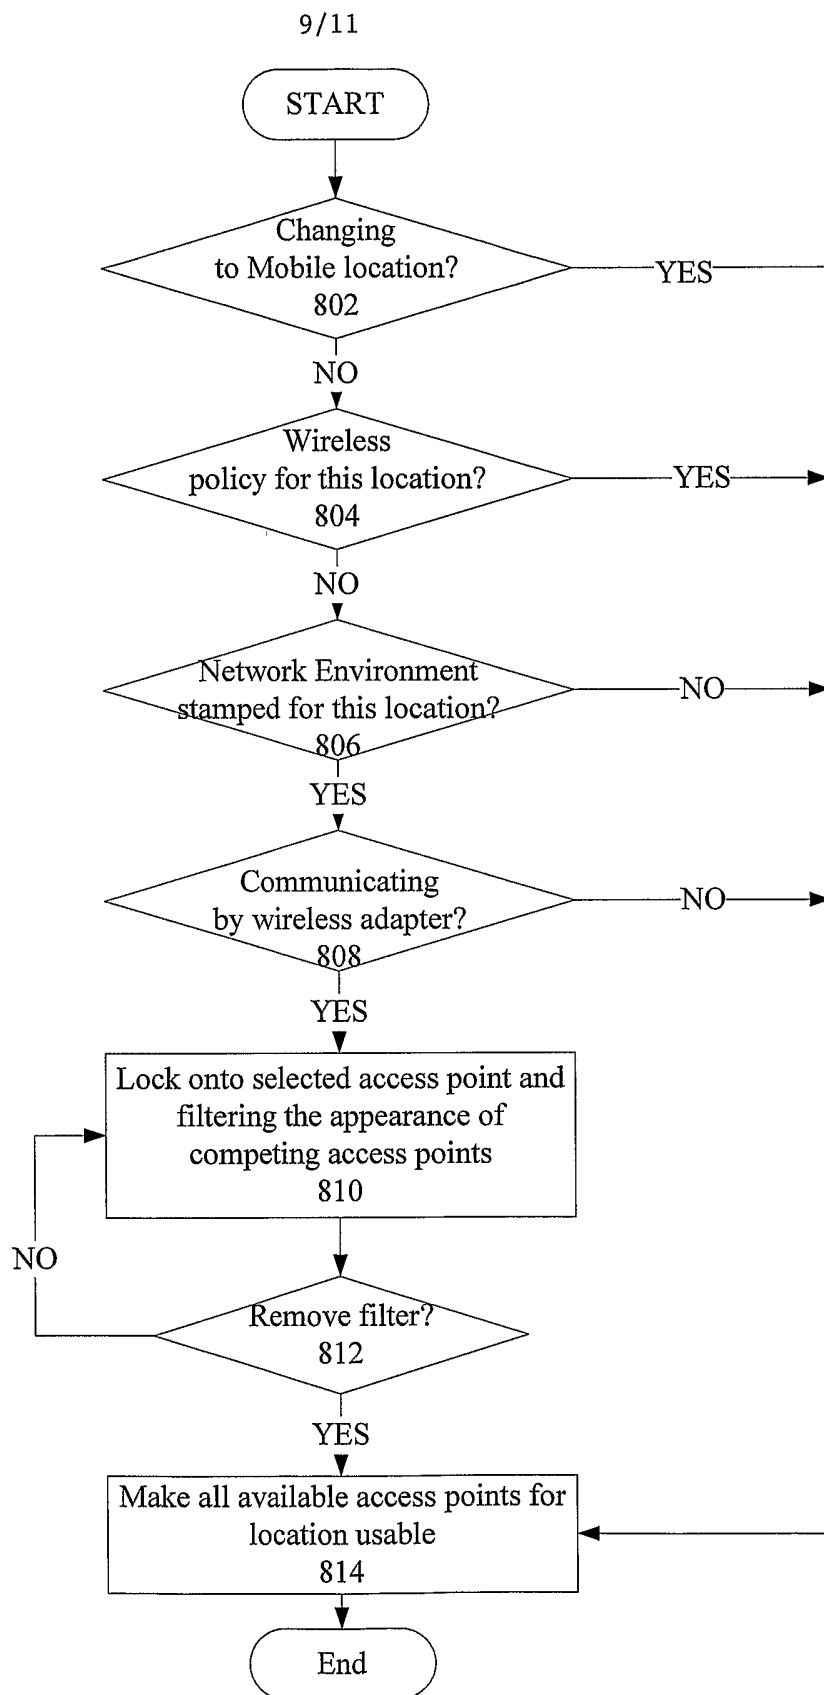 9/11
START
Changing
to Mobile location?
802
YES
NO
Wireless
policy for this location?
804
YES
NO
Network Environment
stamped for this location?
806
NO
YES
Communicating
by wireless adapter?
808
NO
YES
Lock onto selected access point and
filtering the appearance of
competing access points
810
NO
Remove filter?
812
YES
Make all available access points for
location usable
814
End